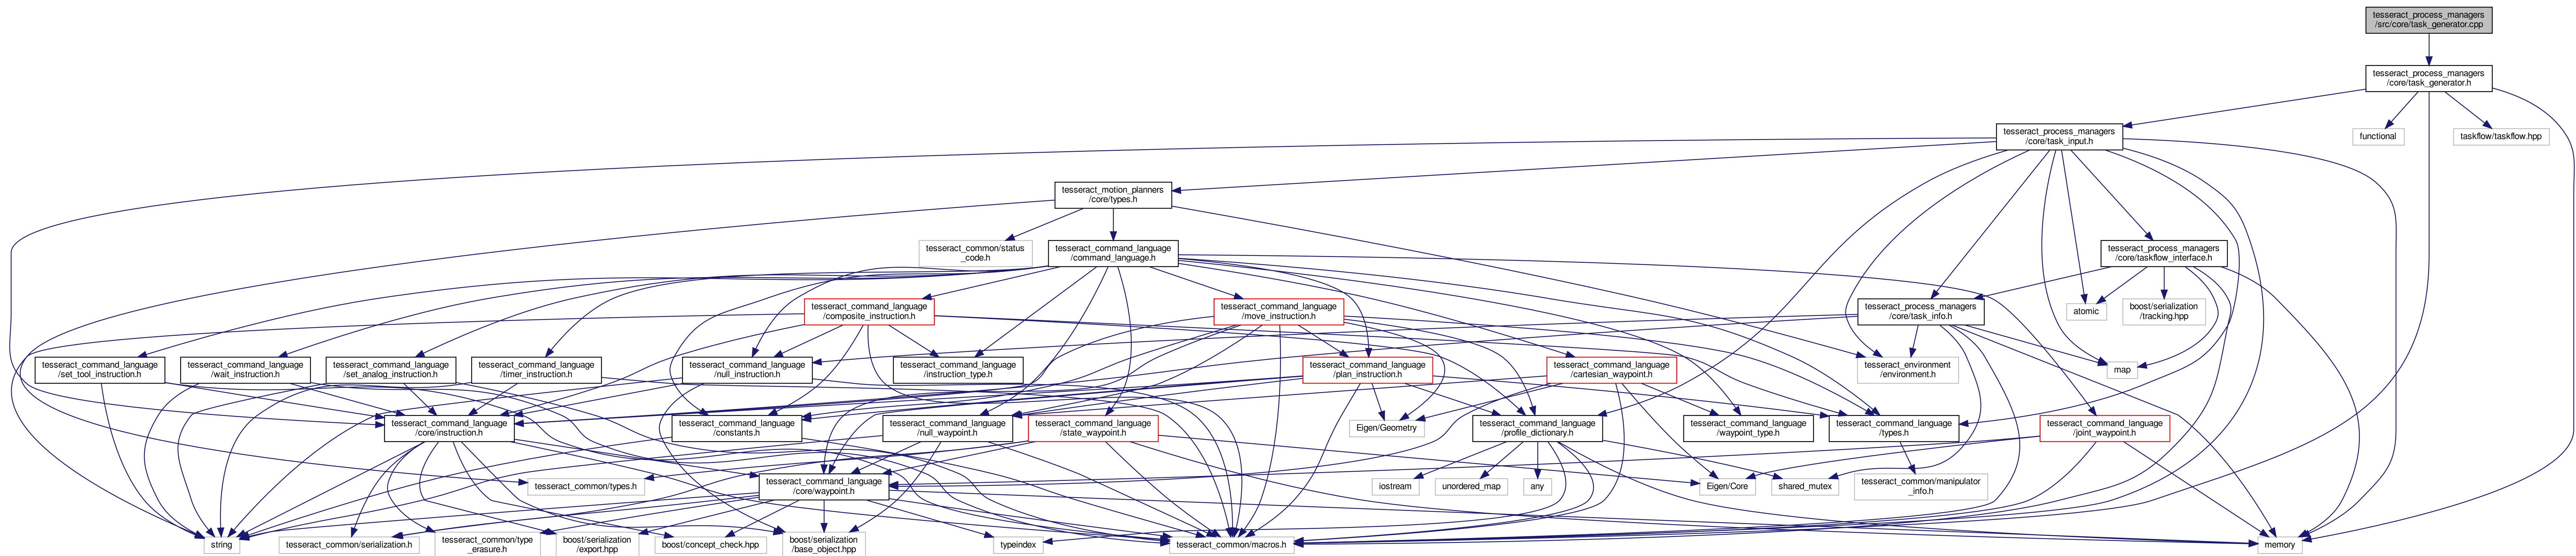 tesseract_process_managers
/src/core/task_generator.cpp
tesseract_process_managers
/core/task_generator.h
tesseract_process_managers
/core/task_input.h
functional
taskflow/taskflow.hpp
tesseract_motion_planners
/core/types.h
tesseract_common/status
_code.h
tesseract_command_language
/command_language.h
tesseract_process_managers
/core/taskflow_interface.h
tesseract_command_language
/composite_instruction.h
tesseract_command_language
/move_instruction.h
tesseract_process_managers
/core/task_info.h
atomic
boost/serialization
/tracking.hpp
tesseract_command_language
/set_tool_instruction.h
tesseract_command_language
/wait_instruction.h
tesseract_command_language
/set_analog_instruction.h
tesseract_command_language
/timer_instruction.h
tesseract_command_language
/null_instruction.h
tesseract_command_language
/instruction_type.h
tesseract_command_language
/plan_instruction.h
tesseract_command_language
/cartesian_waypoint.h
tesseract_environment
/environment.h
map
tesseract_command_language
/core/instruction.h
tesseract_command_language
/constants.h
tesseract_command_language
/null_waypoint.h
tesseract_command_language
/state_waypoint.h
Eigen/Geometry
tesseract_command_language
/profile_dictionary.h
tesseract_command_language
/waypoint_type.h
tesseract_command_language
/types.h
tesseract_command_language
/joint_waypoint.h
tesseract_common/types.h
tesseract_command_language
/core/waypoint.h
iostream
unordered_map
any
Eigen/Core
shared_mutex
tesseract_common/manipulator
_info.h
string
tesseract_common/serialization.h
tesseract_common/type
_erasure.h
boost/serialization
/export.hpp
boost/concept_check.hpp
boost/serialization
/base_object.hpp
typeindex
tesseract_common/macros.h
memory